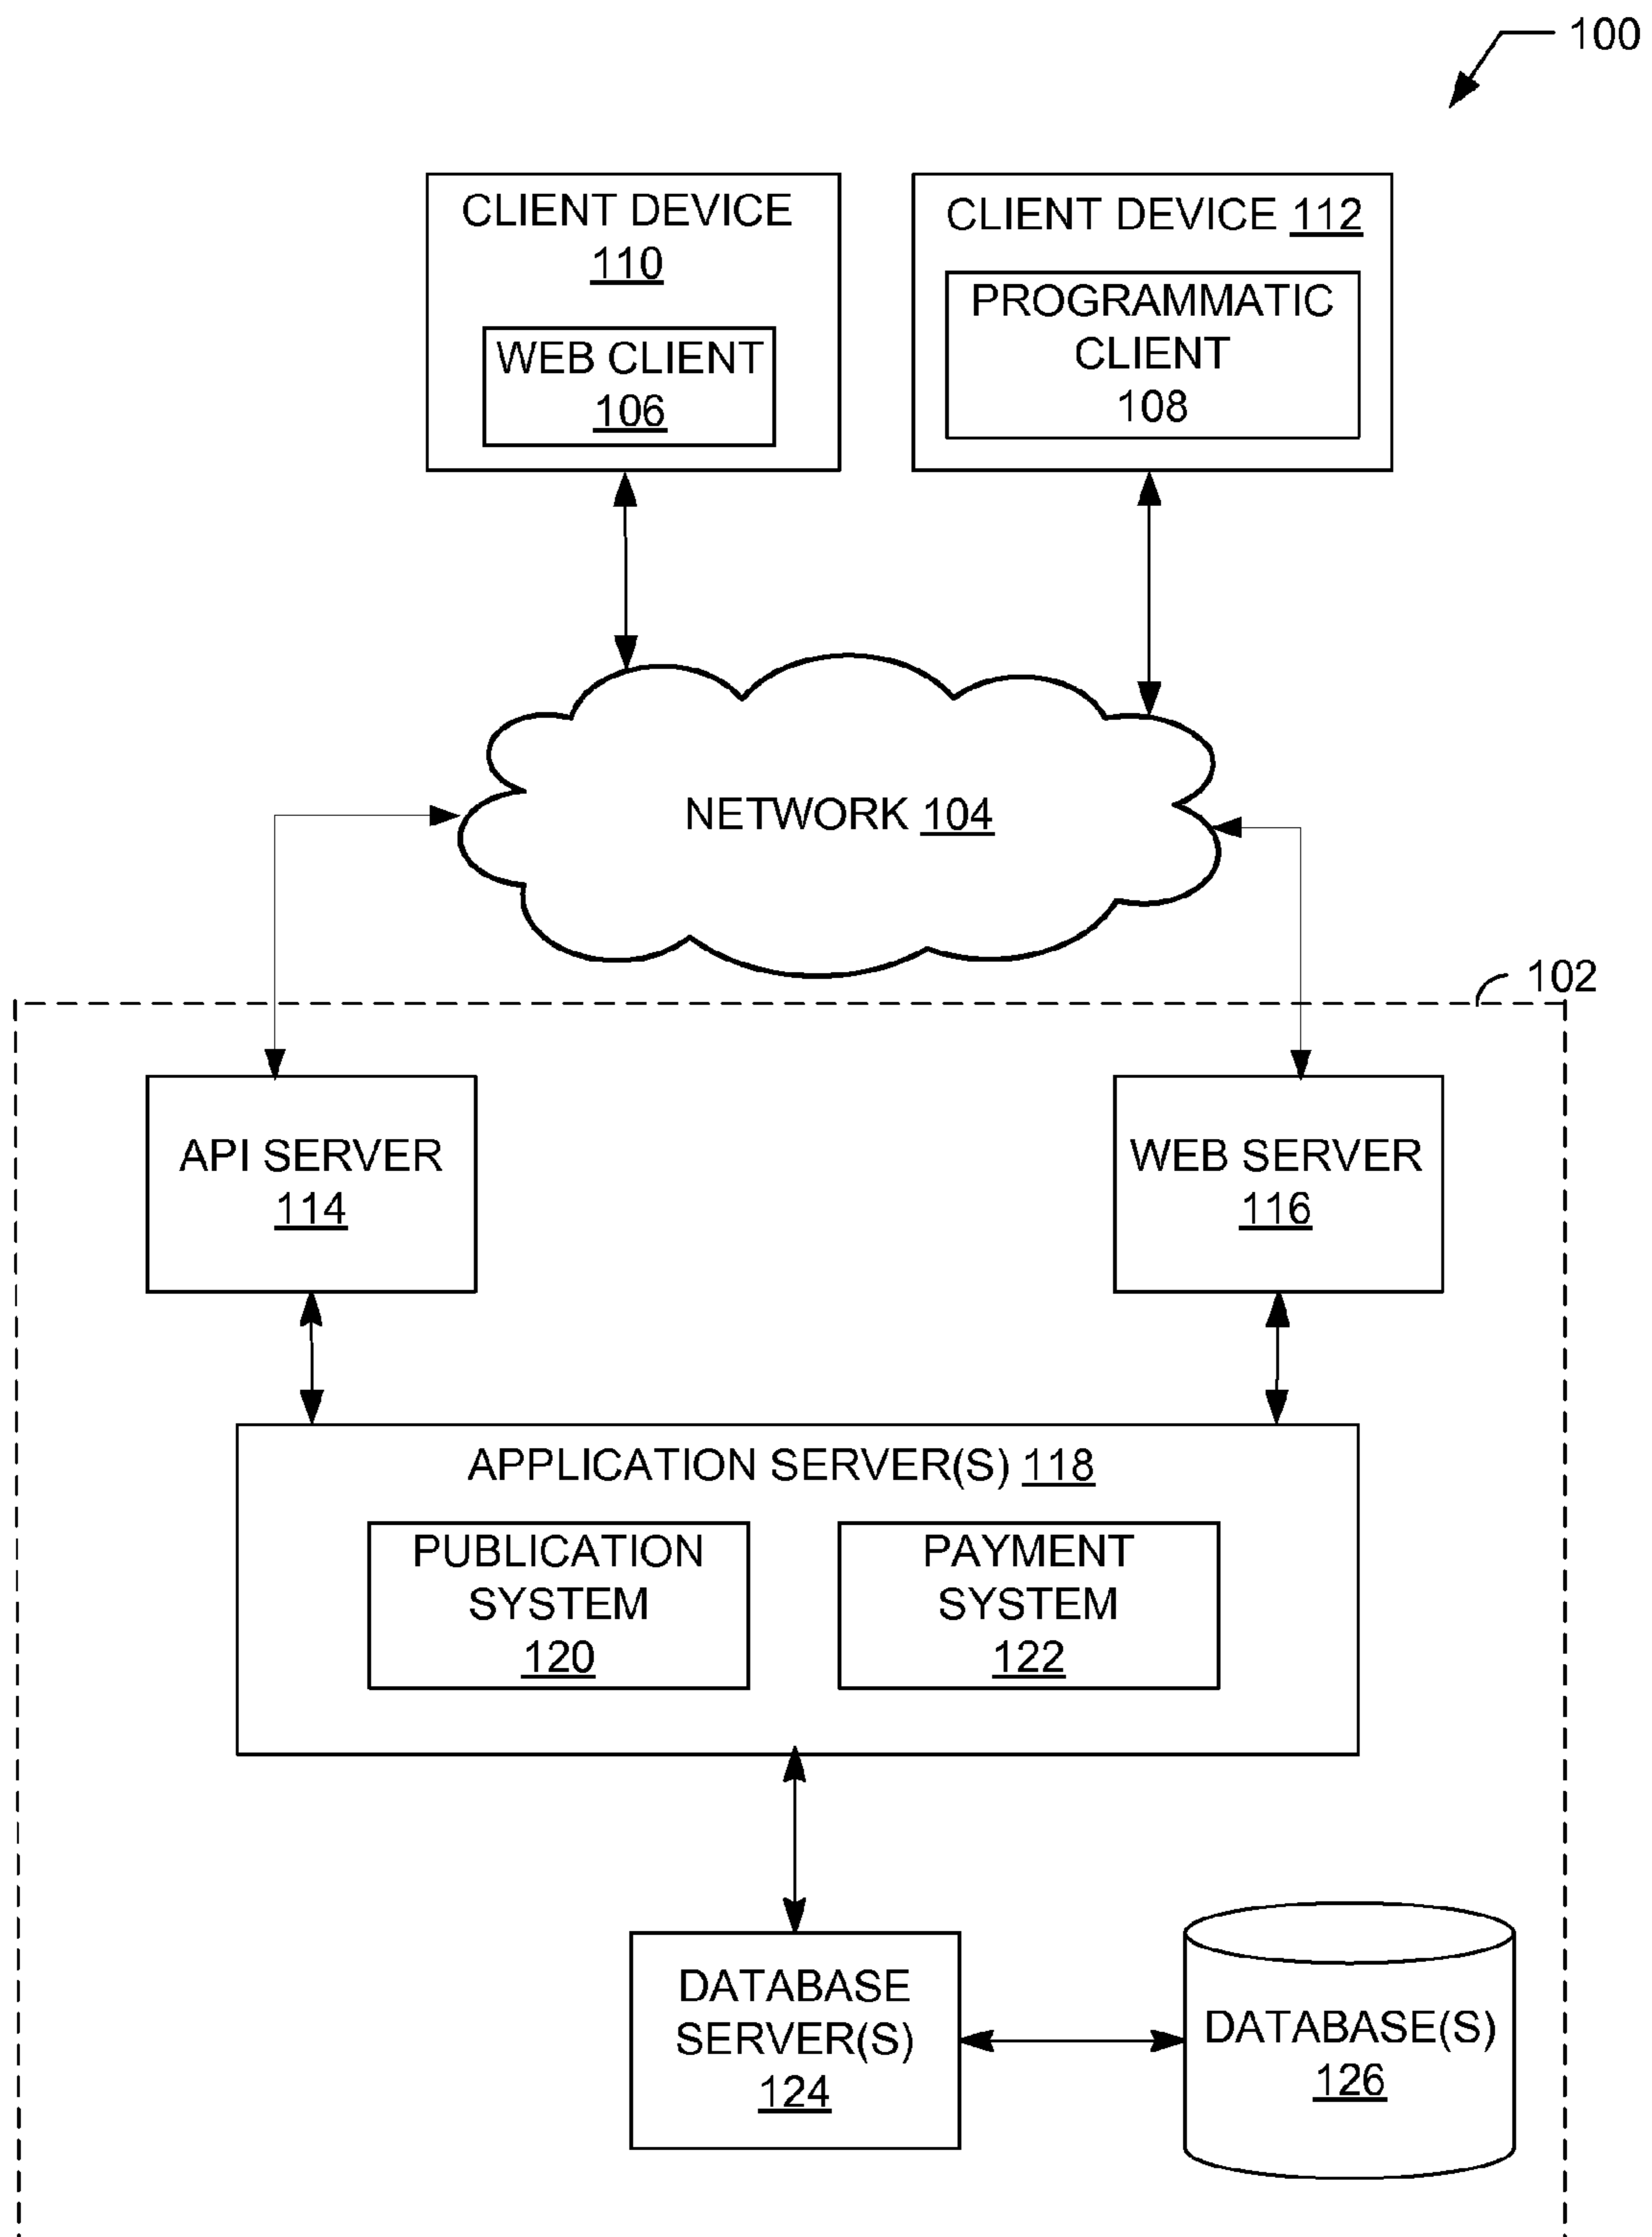 100
CLIENT DEVICE
110
WEB CLIENT
106
CLIENT DEVICE 112
PROGRAMMATIC
CLIENT
108
NETWORK 104
102
API SERVER
114
WEB SERVER
116
APPLICATION SERVER(S) 118
PUBLICATION
SYSTEM
120
PAYMENT
SYSTEM
122
DATABASE
SERVER(S)
124
DATABASE(S)
126